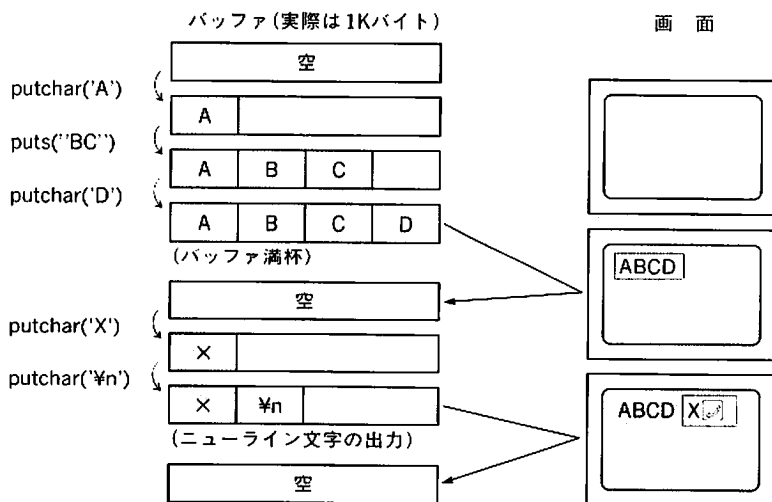 バッファ(実際は1Kバイト)
画 面
空
putchar('A')
A
puts("BC")
A B C
putchar('D')
A B C D
(バッファ満杯)
ABCD
空
putchar('X')
×
putchar('¥n')
× ¥n
ABCD X
(ニューライン文字の出力)
空